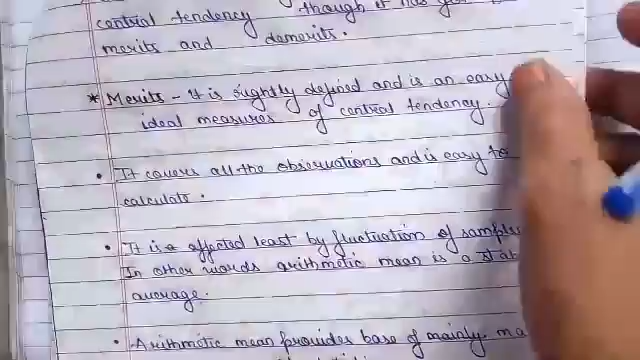 central tendency though it has
merits and demerits.
* Merits - It is rightly defined and is an easy
ideal measures of central tendency.
• It covers all the observations and is easy to
calculate.
• It is affected least by fluctuation of
In other words arithmetic mean is a
average.
• Arithmetic mean provides base of mainly